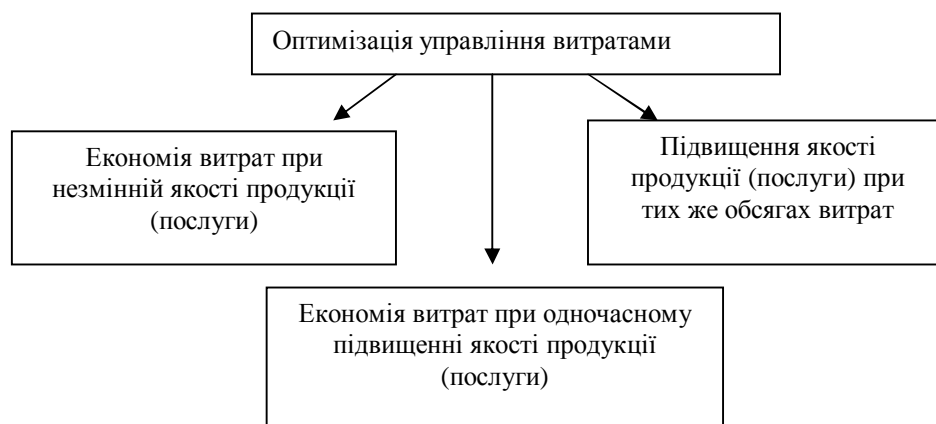 Оптимізація управління витратами
Економія витрат при
незмінній якості продукції
(послуги)
Підвищення якості
продукції (послуги) при
тих же обсягах витрат
Економія витрат при одночасному
підвищенні якості продукції
(послуги)